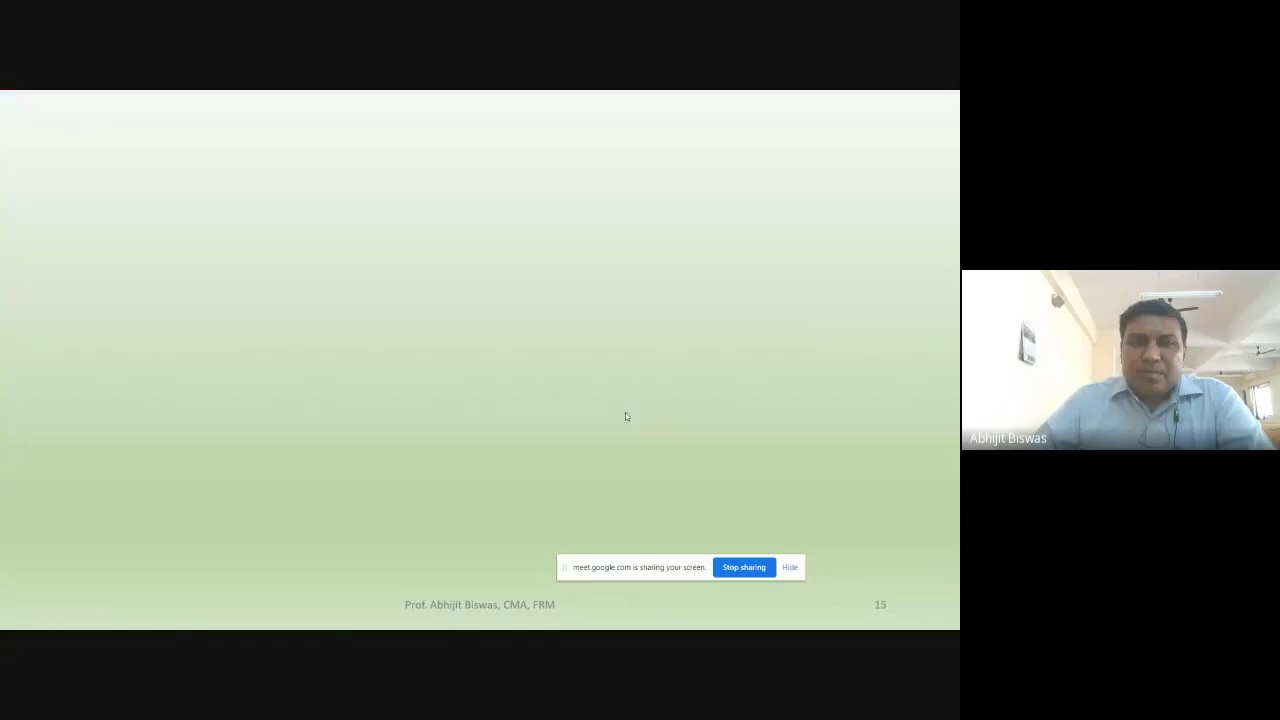 Abhijit Biswas
meet.google.com is sharing your screen. Stop sharing Hide
Prof. Abhijit Biswas, CMA, FRM 15